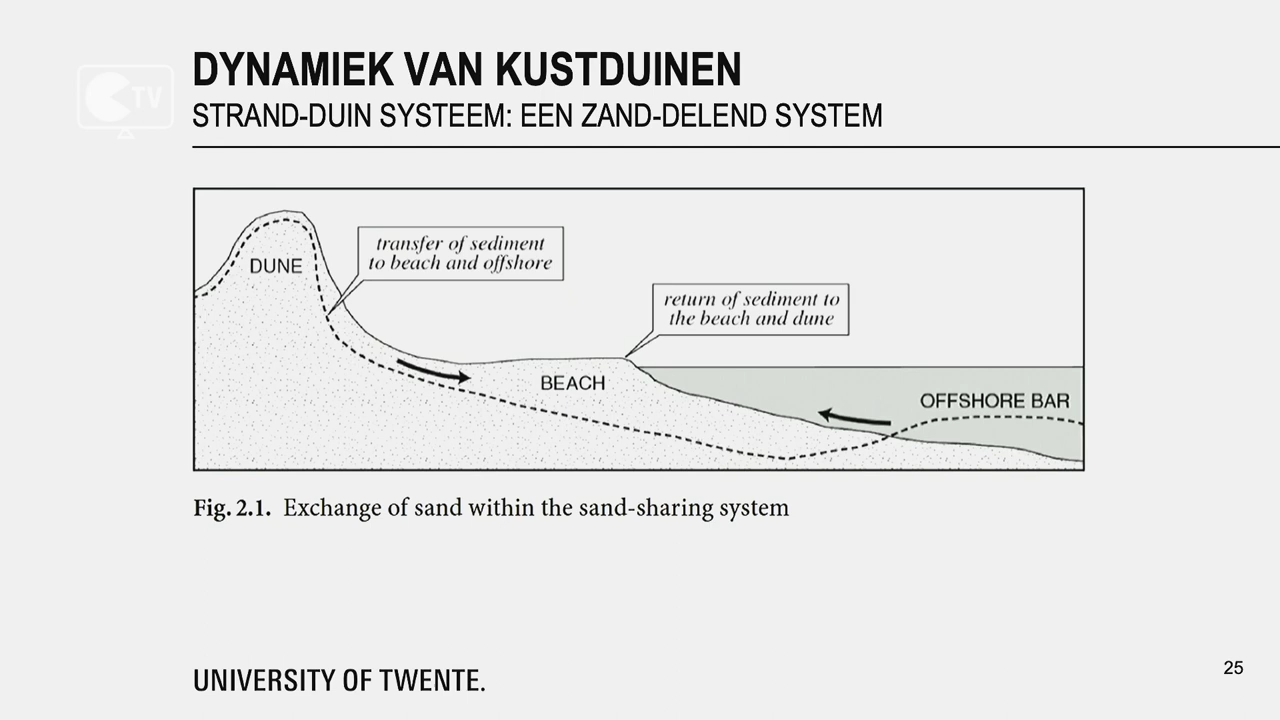 TV
DYNAMIEK VAN KUSTDUINEN
STRAND-DUIN SYSTEEM: EEN ZAND-DELEND SYSTEM
transfer of sediment
to beach and offshore
DUNE
return of sediment to
the beach and dune
BEACH
OFFSHORE BAR
Fig. 2.1. Exchange of sand within the sand-sharing system
UNIVERSITY OF TWENTE.
25